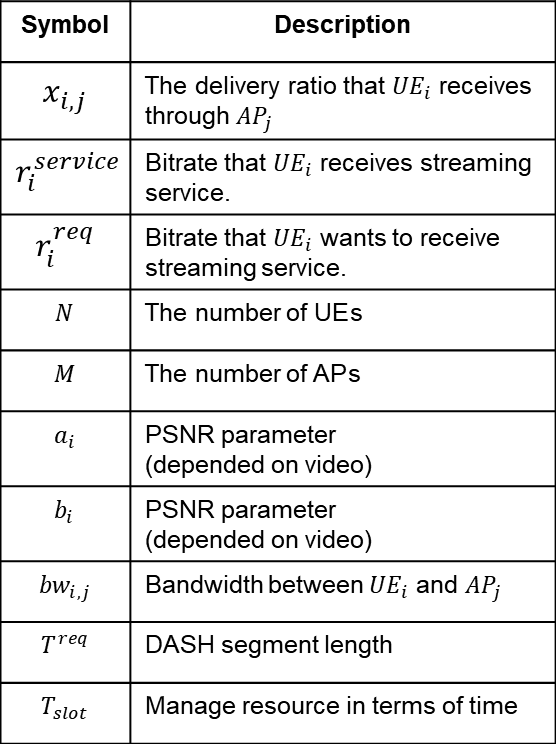 Symbol Description
x_{i,j} The delivery ratio that UE_i receives
through AP_j
r_i^{service} Bitrate that UE_i receives streaming
service.
r_i^{req} Bitrate that UE_i wants to receive
streaming service.
N The number of UEs
M The number of APs
a_i PSNR parameter
(depended on video)
b_i PSNR parameter
(depended on video)
bw_{i,j} Bandwidth between UE_i and AP_j
T^{req} DASH segment length
T_{slot} Manage resource in terms of time